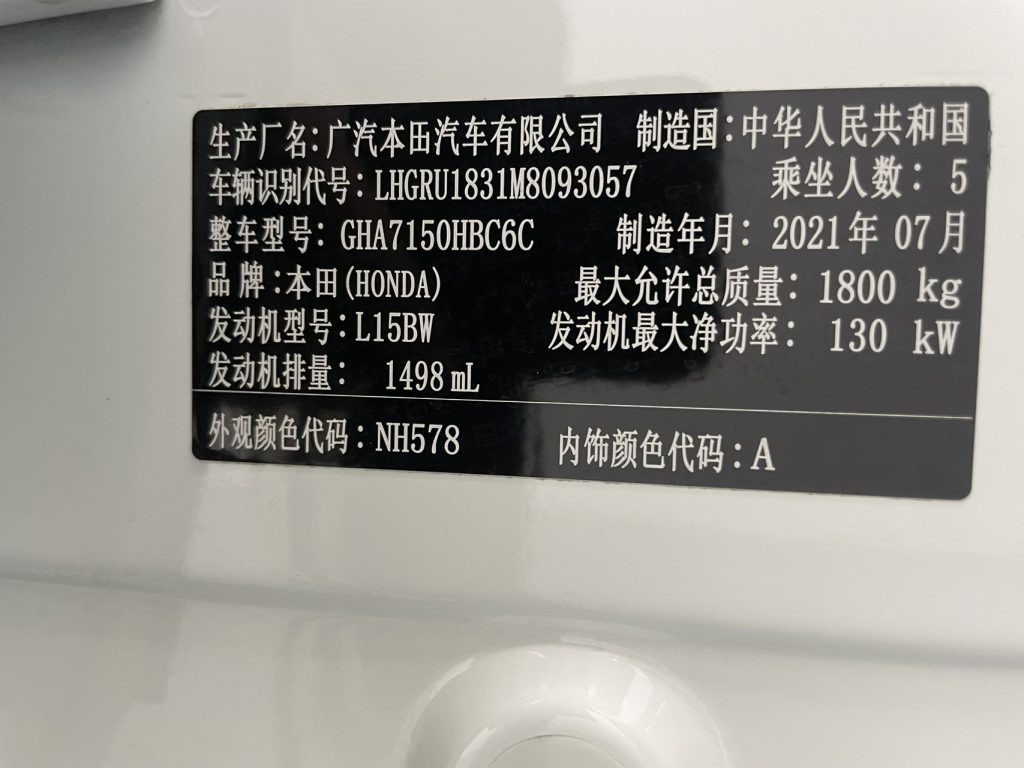 生产厂名:广汽本田汽车有限公司 制造国:中华人民共和国
车辆识别代号: LHGRU1831M8093057 乘坐人数: 5
整车型号: GHA7150HBC6C 制造年月: 2021年 07月
品 牌:本田(HONDA) 最大允许总质量: 1800 kg
发动机型号: L15BW 发动机最大净功率: 130 kW
发动机排量: 1498 mL
外观颜色代码: NH578 内饰颜色代码: A